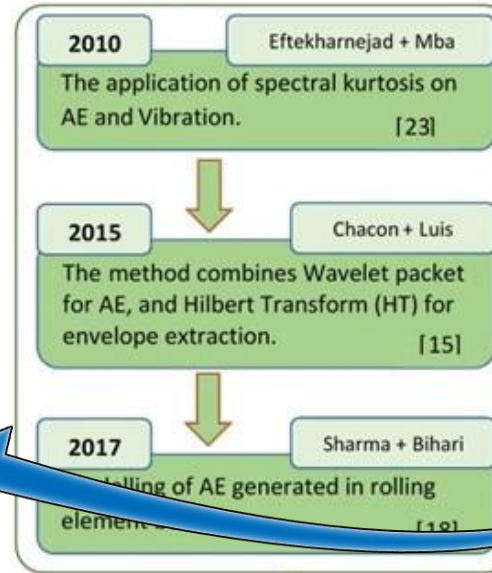 2010
Eftekharnejad + Mba
The application of spectral kurtosis on
AE and Vibration.
[23]
2015
Chacon + Luis
The method combines Wavelet packet
for AE, and Hilbert Transform (HT) for
envelope extraction.
[15]
2017
Sharma + Bihari
of AE generated in rolling
element
[18]